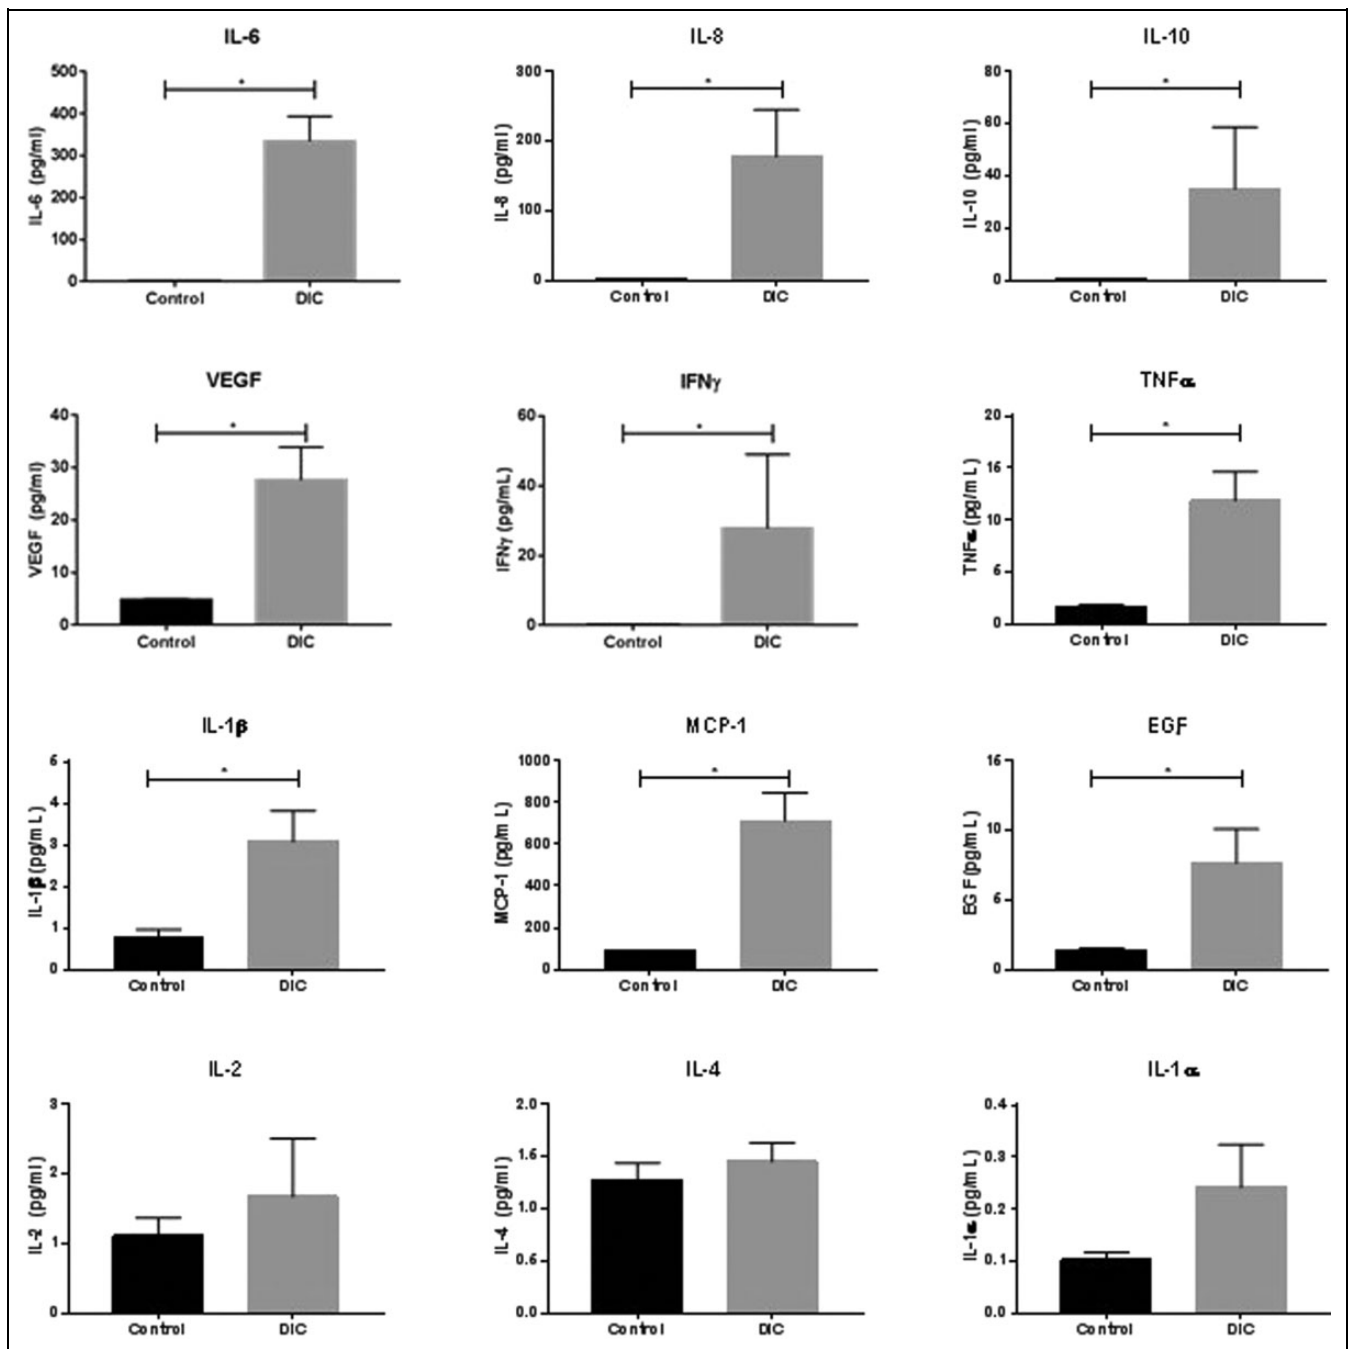 IL-6
500
400
300
200
100
0
IL-6 (pg/ml)
*
Control DIC
IL-8
300
200
100
0
IL-8 (pg/ml)
*
Control DIC
IL-10
80
60
40
20
0
IL-10 (pg/ml)
*
Control DIC
VEGF
40
30
20
10
0
VEGF (pg/ml)
*
Control DIC
IFNγ
60
40
20
0
IFNγ (pg/mL)
*
Control DIC
TNFα
20
16
10
6
0
TNFα (pg/mL)
*
Control DIC
IL-1β
6
4
3
2
1
0
IL-1β (pg/mL)
*
Control DIC
MCP-1
1000
800
600
400
200
0
MCP-1 (pg/mL)
*
Control DIC
EGF
16
10
6
0
EGF (pg/mL)
*
Control DIC
IL-2
3
2
1
0
IL-2 (pg/ml)
Control DIC
IL-4
2.0
1.6
1.0
0.6
0.0
IL-4 (pg/ml)
Control DIC
IL-1α
0.4
0.3
0.2
0.1
0.0
IL-1α (pg/mL)
Control DIC